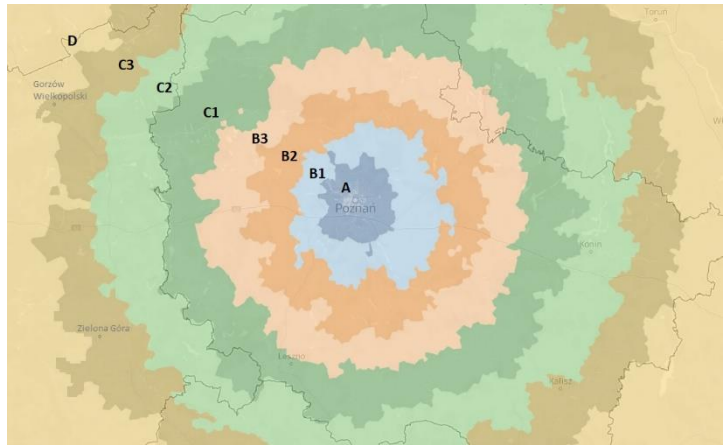 Toruń
D
C3
Gorzów
Wielkopolski
C2
C1
B3
B2
B1
A
Poznań
Konin
Zielona Góra
Leszno
Kalisz